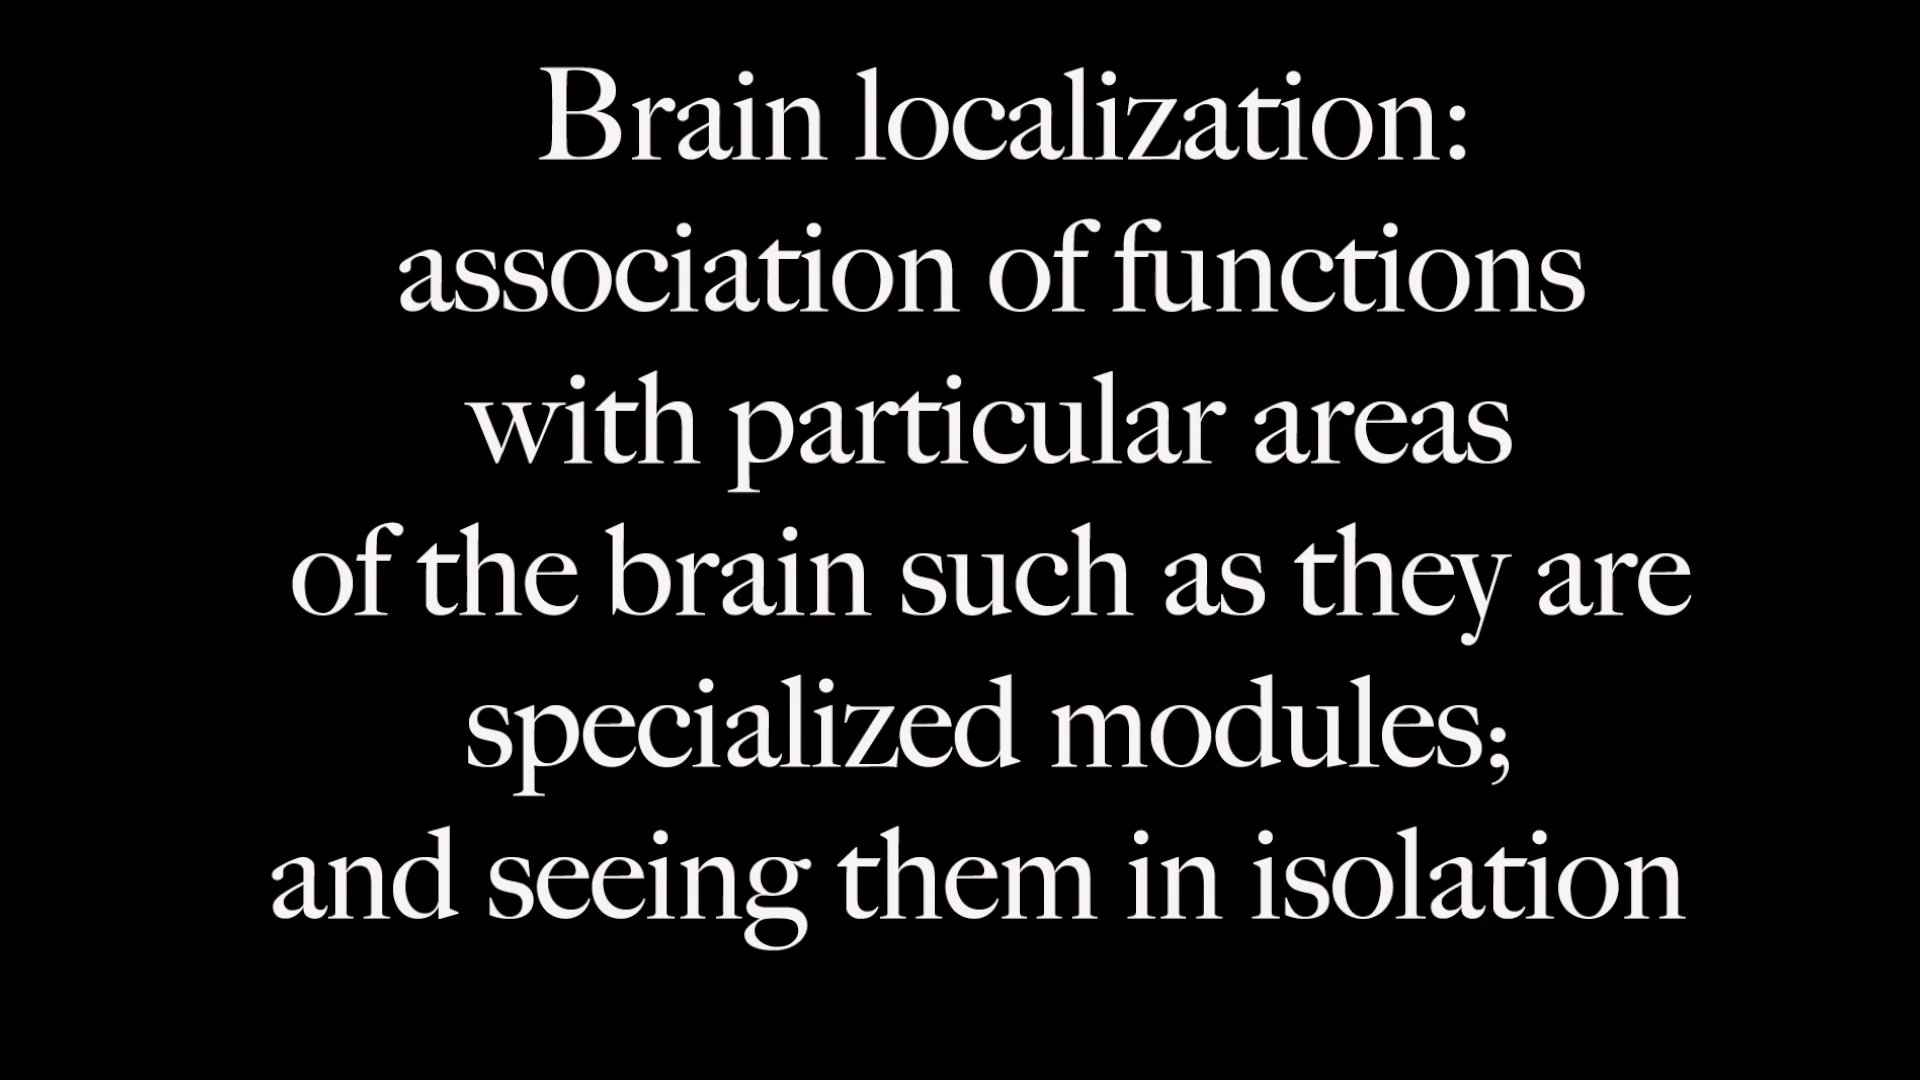 Brain localization:
association of functions
with particular areas
of the brain such as they are
specialized modules;
and seeing them in isolation